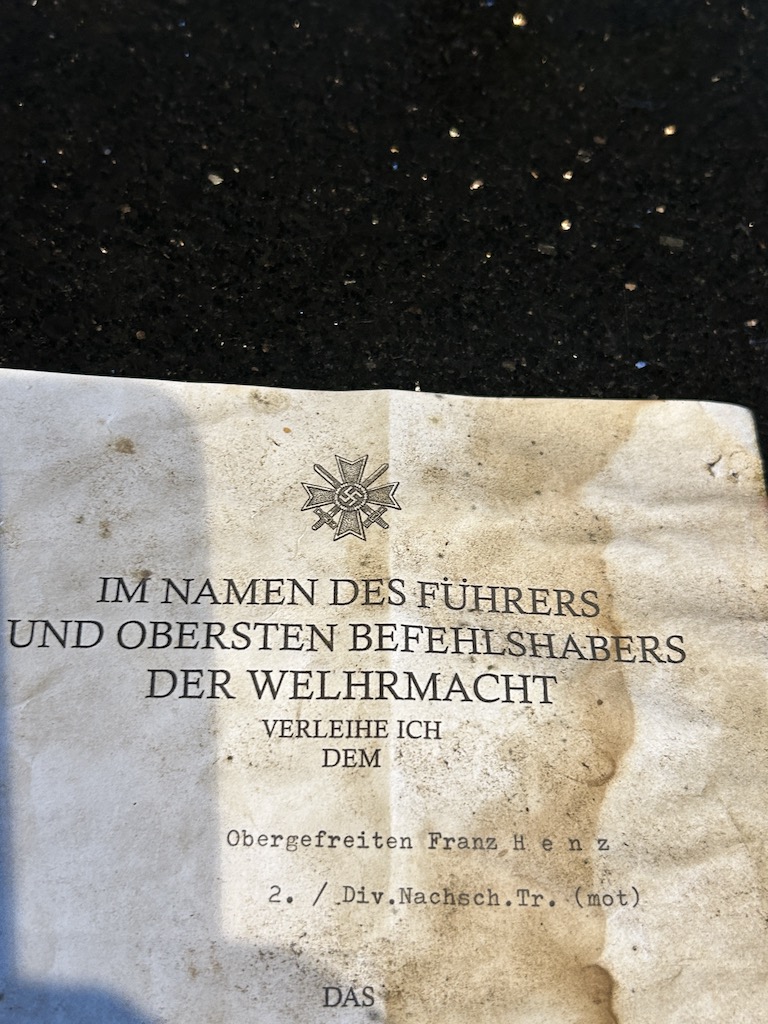 IM NAMEN DES FÜHRERS
UND OBERSTEN BEFEHLSHABERS
DER WELHRMACHT
VERLEIHE ICH
DEM
Obergefreiten Franz H e n z
2. / Div.Nachsch.Tr. (mot)
DAS